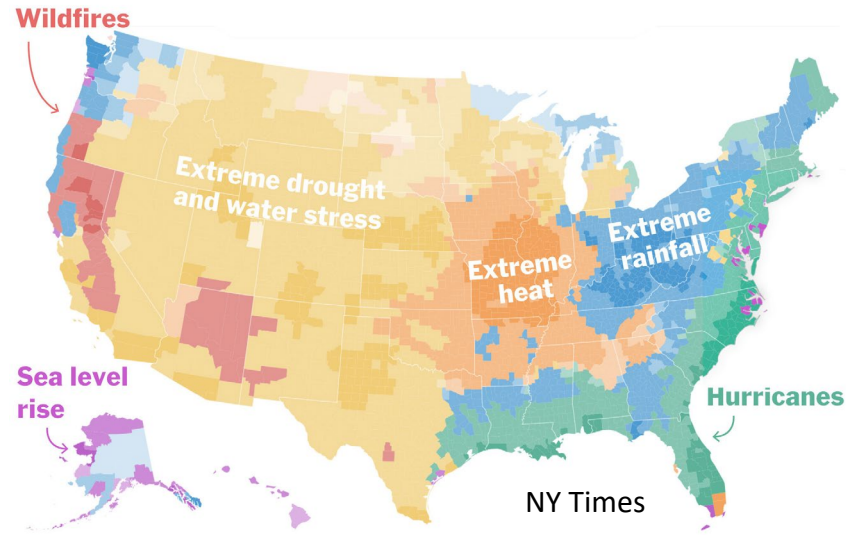 Wildfires
Extreme drought
and water stress
Extreme
rainfall
Extreme
heat
Sea level
rise
Hurricanes
NY Times